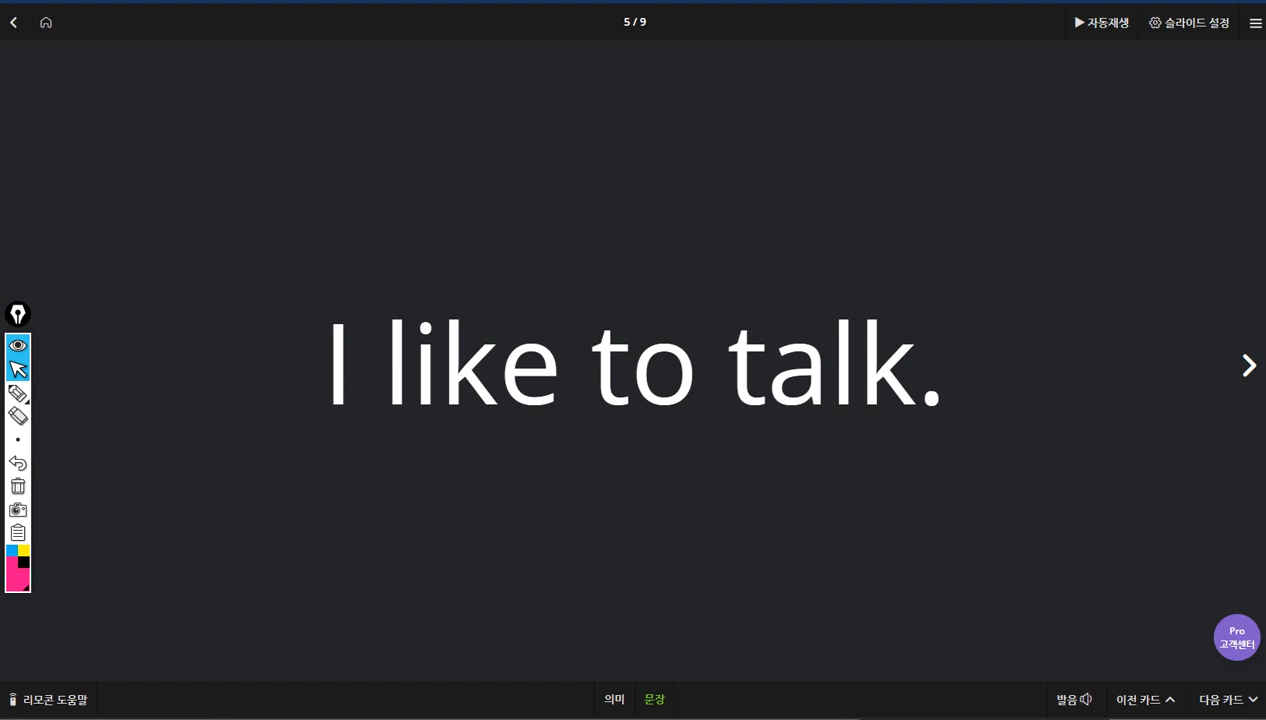 5 / 9
자동재생
슬라이드 설정
I like to talk.
Pro
고객센터
리모콘 도움말
의미
문장
발음
이전 카드
다음 카드